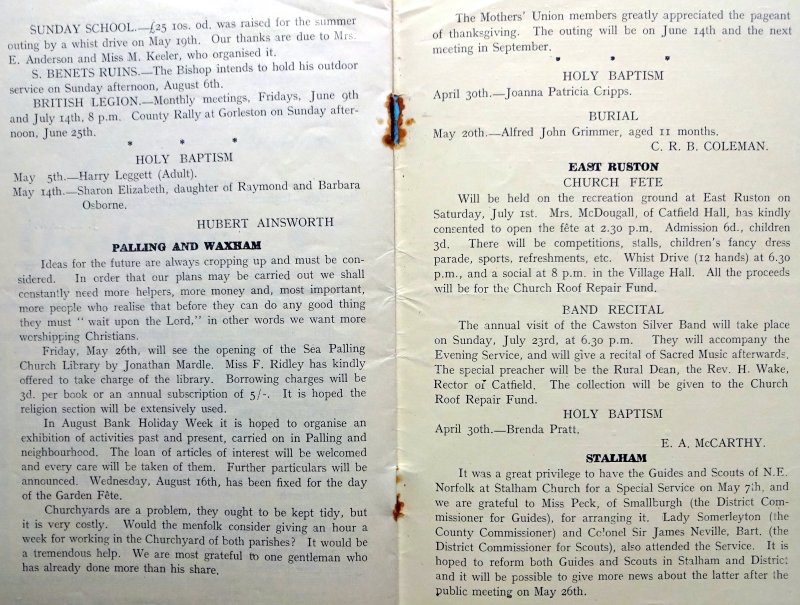 SUNDAY SCHOOL.—£25 10s. od. was raised for the summer
outing by a whist drive on May 19th. Our thanks are due to Mrs.
E. Anderson and Miss M. Keeler, who organised it.
S. BENETS RUINS.—The Bishop intends to hold his outdoor
service on Sunday afternoon, August 6th.
BRITISH LEGION.—Monthly meetings, Fridays, June 9th
and July 14th, 8 p.m. County Rally at Gorleston on Sunday after-
noon, June 25th.
* * *
HOLY BAPTISM
May 5th.—Harry Leggett (Adult).
May 14th.—Sharon Elizabeth, daughter of Raymond and Barbara
Osborne.
HUBERT AINSWORTH
PALLING AND WAXHAM
Ideas for the future are always cropping up and must be con-
sidered. In order that our plans may be carried out we shall
constantly need more helpers, more money and, most important,
more people who realise that before they can do any good thing
they must " wait upon the Lord," in other words we want more
worshipping Christians.
Friday, May 26th, will see the opening of the Sea Palling
Church Library by Jonathan Mardle. Miss F. Ridley has kindly
offered to take charge of the library. Borrowing charges will be
3d. per book or an annual subscription of 5/-. It is hoped the
religion section will be extensively used.
In August Bank Holiday Week it is hoped to organise an
exhibition of activities past and present, carried on in Palling and
neighbourhood. The loan of articles of interest will be welcomed
and every care will be taken of them. Further particulars will be
announced. Wednesday, August 16th, has been fixed for the day
of the Garden Fête.
Churchyards are a problem, they ought to be kept tidy, but
it is very costly. Would the menfolk consider giving an hour a
week for working in the Churchyard of both parishes? It would be
a tremendous help. We are most grateful to one gentleman who
has already done more than his share.
The Mothers' Union members greatly appreciated the pageant
of thanksgiving. The outing will be on June 14th and the next
meeting in September.
* * *
HOLY BAPTISM
April 30th.—Joanna Patricia Cripps.
BURIAL
May 20th.—Alfred John Grimmer, aged 11 months.
C. R. B. COLEMAN.
EAST RUSTON
CHURCH FETE
Will be held on the recreation ground at East Ruston on
Saturday, July 1st. Mrs. McDougall, of Catfield Hall, has kindly
consented to open the fête at 2.30 p.m. Admission 6d., children
3d. There will be competitions, stalls, children's fancy dress
parade, sports, refreshments, etc. Whist Drive (12 hands) at 6.30
p.m., and a social at 8 p.m. in the Village Hall. All the proceeds
will be for the Church Roof Repair Fund.
BAND RECITAL
The annual visit of the Cawston Silver Band will take place
on Sunday, July 23rd, at 6.30 p.m. They will accompany the
Evening Service, and will give a recital of Sacred Music afterwards.
The special preacher will be the Rural Dean, the Rev. H. Wake,
Rector of Catfield. The collection will be given to the Church
Roof Repair Fund.
HOLY BAPTISM
April 30th.—Brenda Pratt.
E. A. McCARTHY.
STALHAM
It was a great privilege to have the Guides and Scouts of N.E.
Norfolk at Stalham Church for a Special Service on May 7th, and
we are grateful to Miss Peck, of Smallburgh (the District Com-
missioner for Guides), for arranging it. Lady Somerleyton (the
County Commissioner) and Colonel Sir James Neville, Bart. (the
District Commissioner for Scouts), also attended the Service. It is
hoped to reform both Guides and Scouts in Stalham and District
and it will be possible to give more news about the latter after the
public meeting on May 26th.